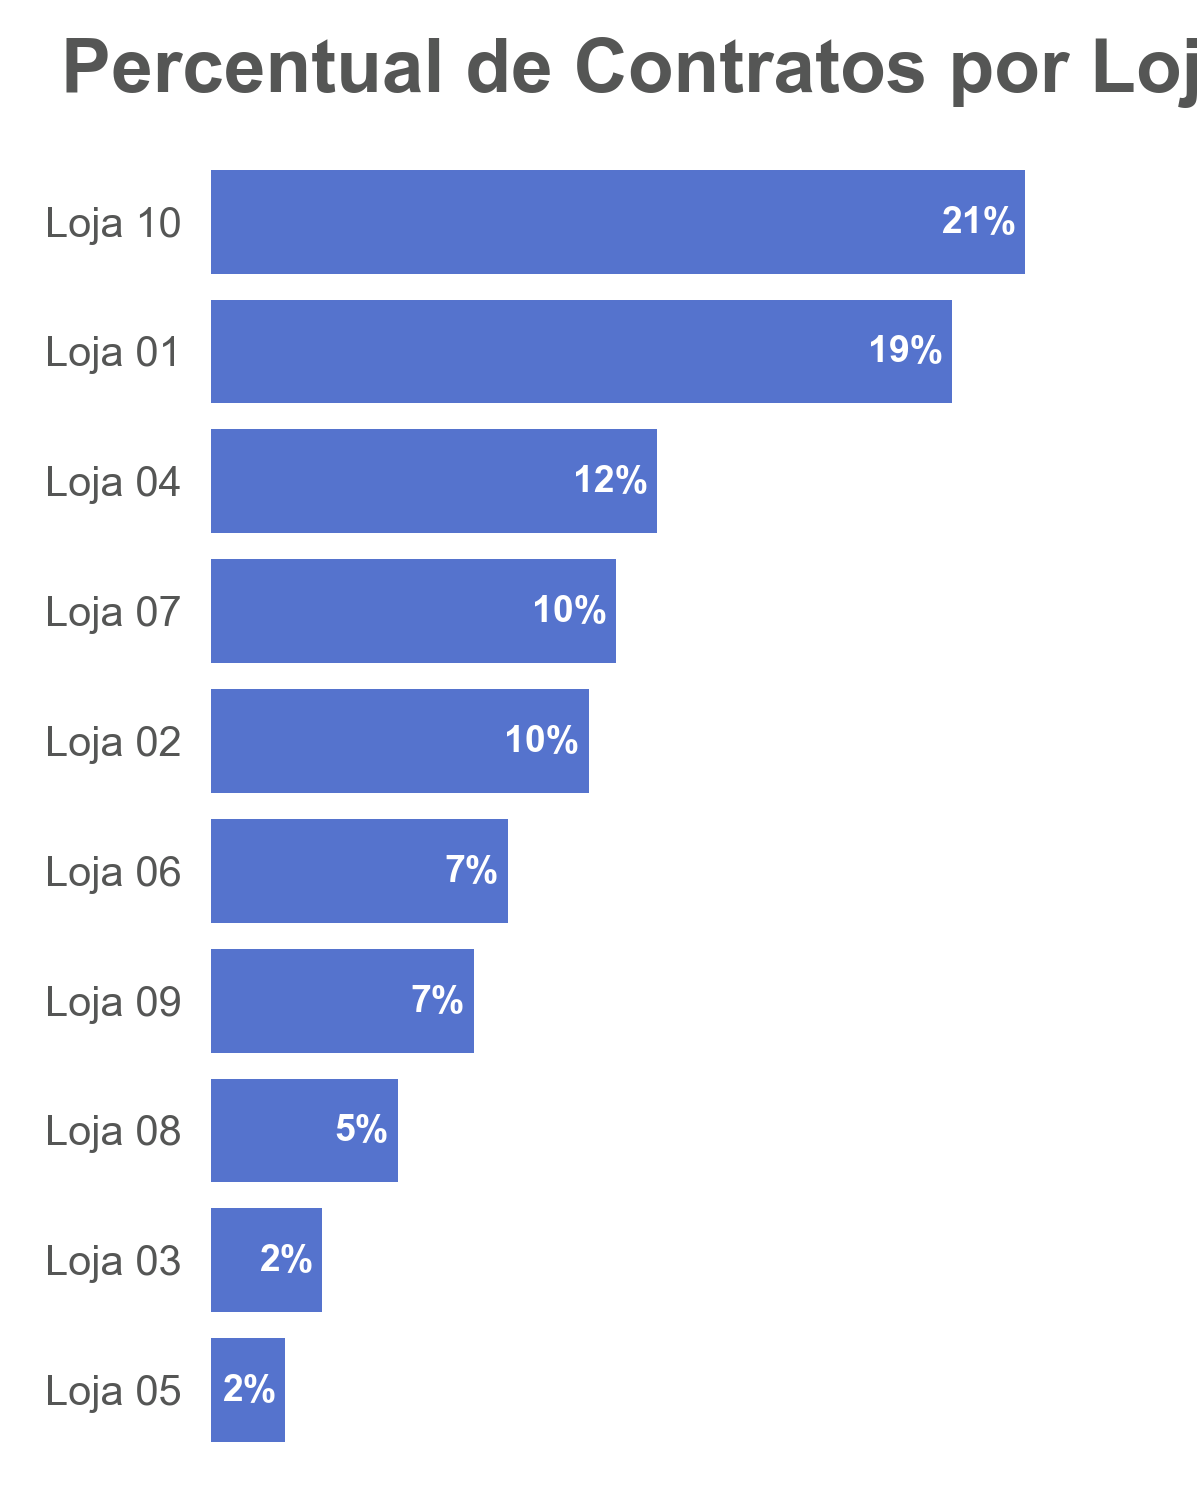 Percentual de Contratos por Loj
Loja 10 21%
Loja 01 19%
Loja 04 12%
Loja 07 10%
Loja 02 10%
Loja 06 7%
Loja 09 7%
Loja 08 5%
Loja 03 2%
Loja 05 2%